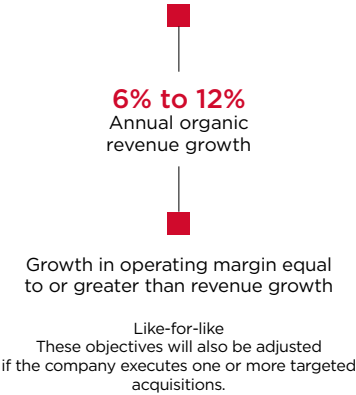 6% to 12%
Annual organic
revenue growth
Growth in operating margin equal
to or greater than revenue growth
Like-for-like
These objectives will also be adjusted
if the company executes one or more targeted
acquisitions.